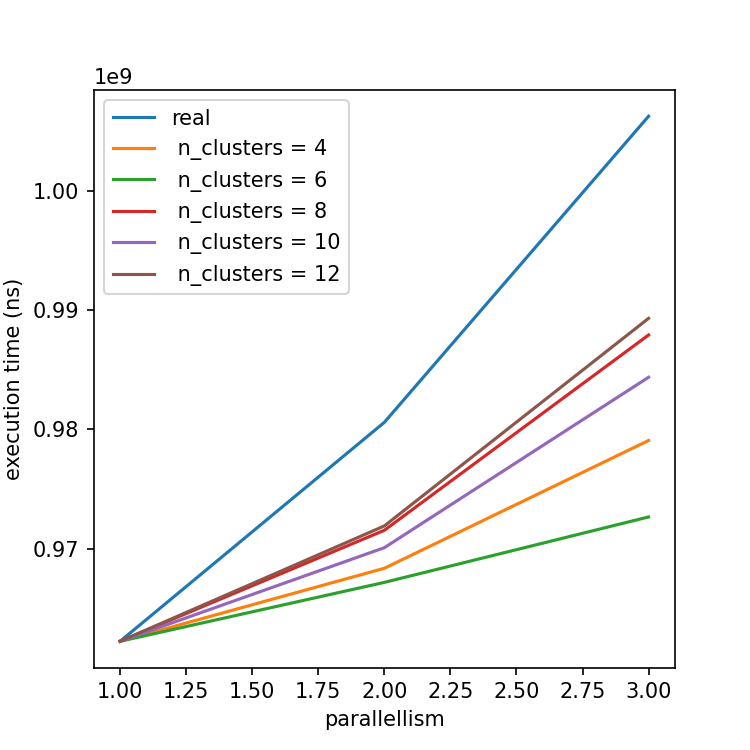 1e9
real
n_clusters = 4
n_clusters = 6
n_clusters = 8
n_clusters = 10
n_clusters = 12
1.00
0.99
0.98
0.97
execution time (ns)
1.00 1.25 1.50 1.75 2.00 2.25 2.50 2.75 3.00
parallellism